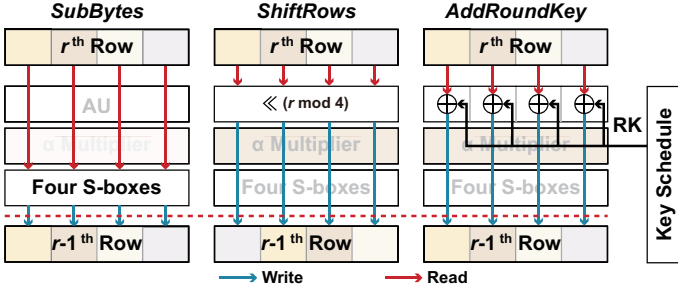 SubBytes ShiftRows AddRoundKey
r th Row r th Row r th Row
AU ≪ (r mod 4)
RK
α Multiplier α Multiplier α Multiplier
Four S-boxes Four S-boxes Four S-boxes
Key Schedule
r-1 th Row r-1 th Row r-1 th Row
Write Read